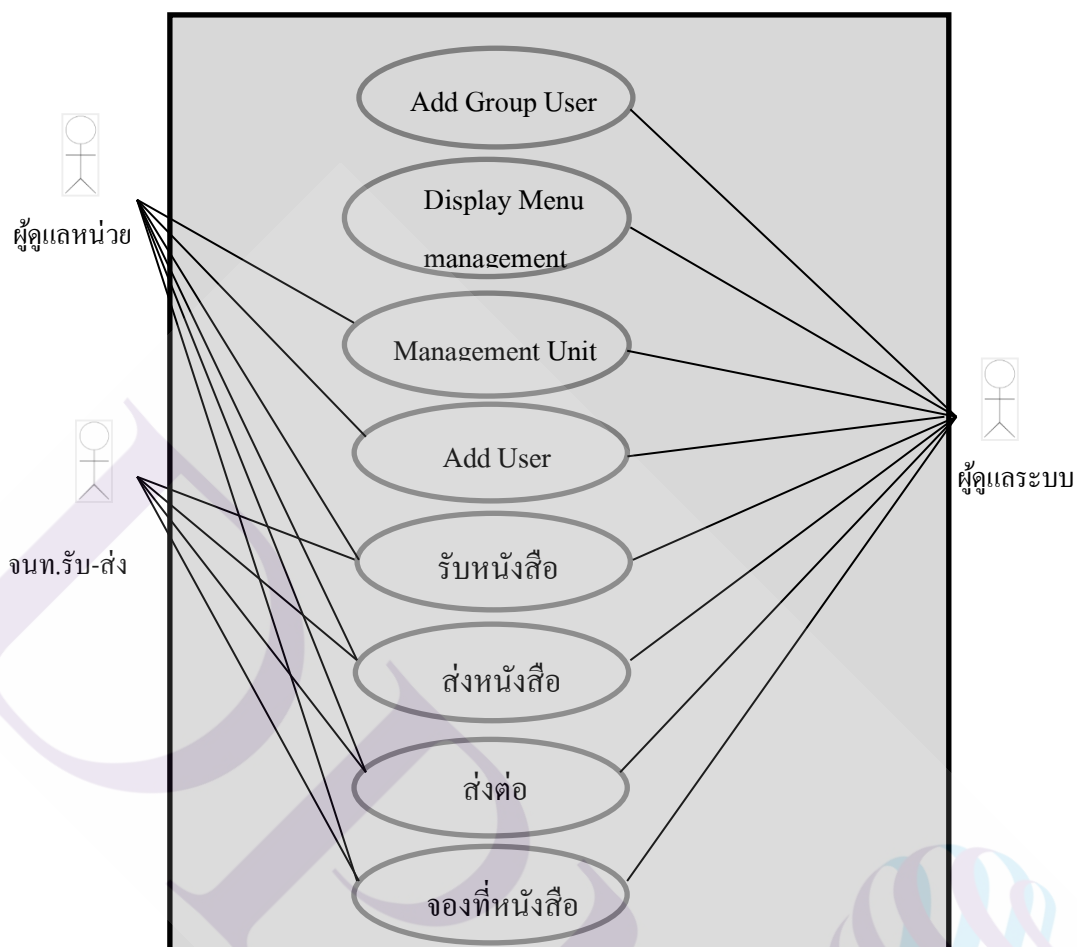 Add Group User
Display Menu
management
Management Unit
Add User
รับหนังสือ
ส่งหนังสือ
ส่งต่อ
จองที่หนังสือ
ผู้ดูแลหน่วย
จนท.รับ-ส่ง
ผู้ดูแลระบบ